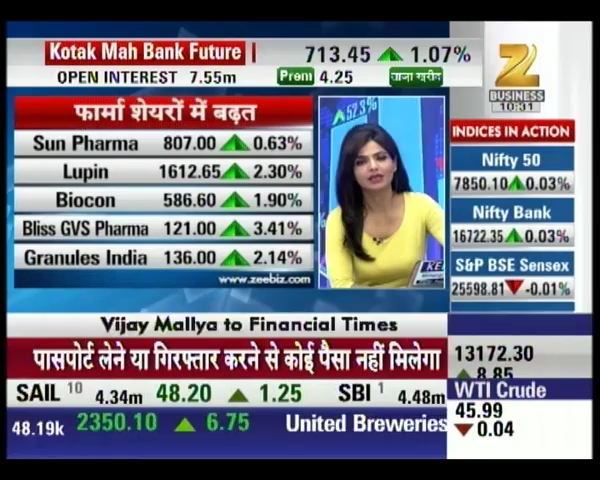 Kotak Mah Bank Future 713.45 1.07%
OPEN INTEREST 7.55m Prem 4.25 ताज़ा खरीद
Z
BUSINESS
10:31
फार्मा शेयरों में बढ़त
Sun Pharma 807.00 0.63%
Lupin 1612.65 2.30%
Biocon 586.60 1.90%
Bliss GVS Pharma 121.00 3.41%
Granules India 136.00 2.14%
www.zeebiz.com
52.3%
INDICES IN ACTION
Nifty 50
7850.10 0.03%
Nifty Bank
16722.35 0.03%
S&P BSE Sensex
25598.81 -0.01%
Vijay Mallya to Financial Times
पासपोर्ट लेने या गिरफ्तार करने से कोई पैसा नहीं मिलेगा
13172.30
8.85
SAIL 10 4.34m 48.20 1.25 SBI 1 4.48m
WTI Crude
45.99
0.04
48.19k 2350.10 6.75 United Breweries